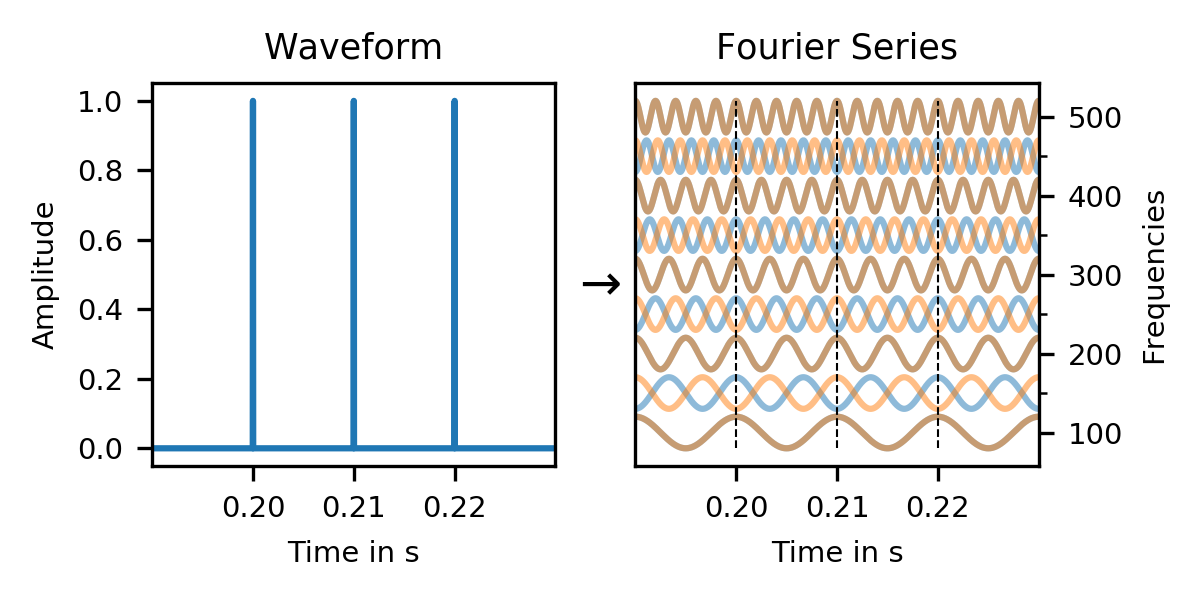 Waveform
Amplitude
1.0
0.8
0.6
0.4
0.2
0.0
0.20 0.21 0.22
Time in s
→
Fourier Series
500
400
300
200
100
Frequencies
0.20 0.21 0.22
Time in s